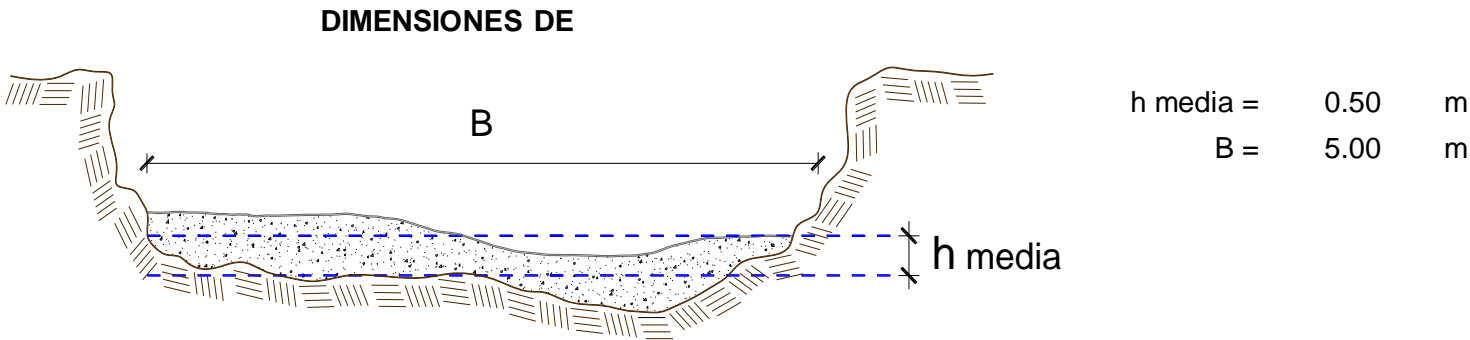 DIMENSIONES DE
B
h media
h media = 0.50 m
B = 5.00 m